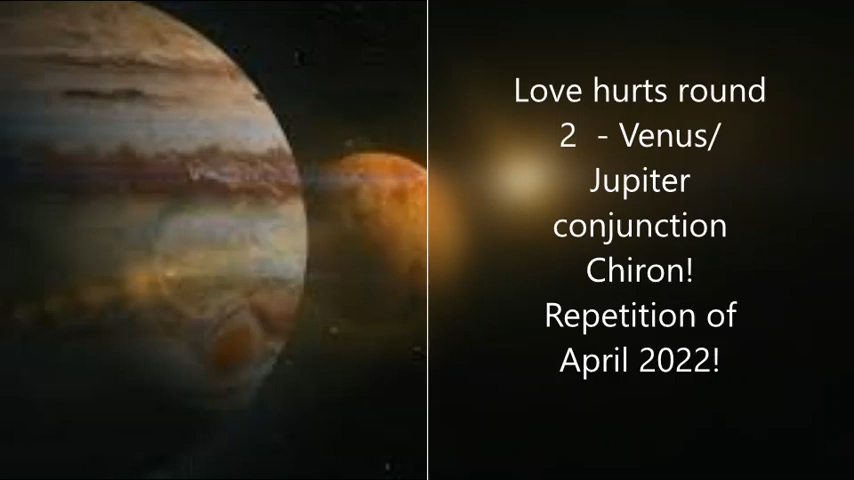 Love hurts round
2  - Venus/
Jupiter
conjunction
Chiron!
Repetition of
April 2022!